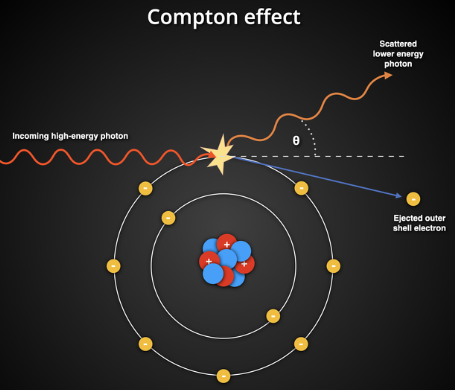 Compton effect
Scattered
lower energy
photon
Incoming high-energy photon
θ
-
Ejected outer
shell electron
-
-
-
+
-
+
+
-
-
-
-
-